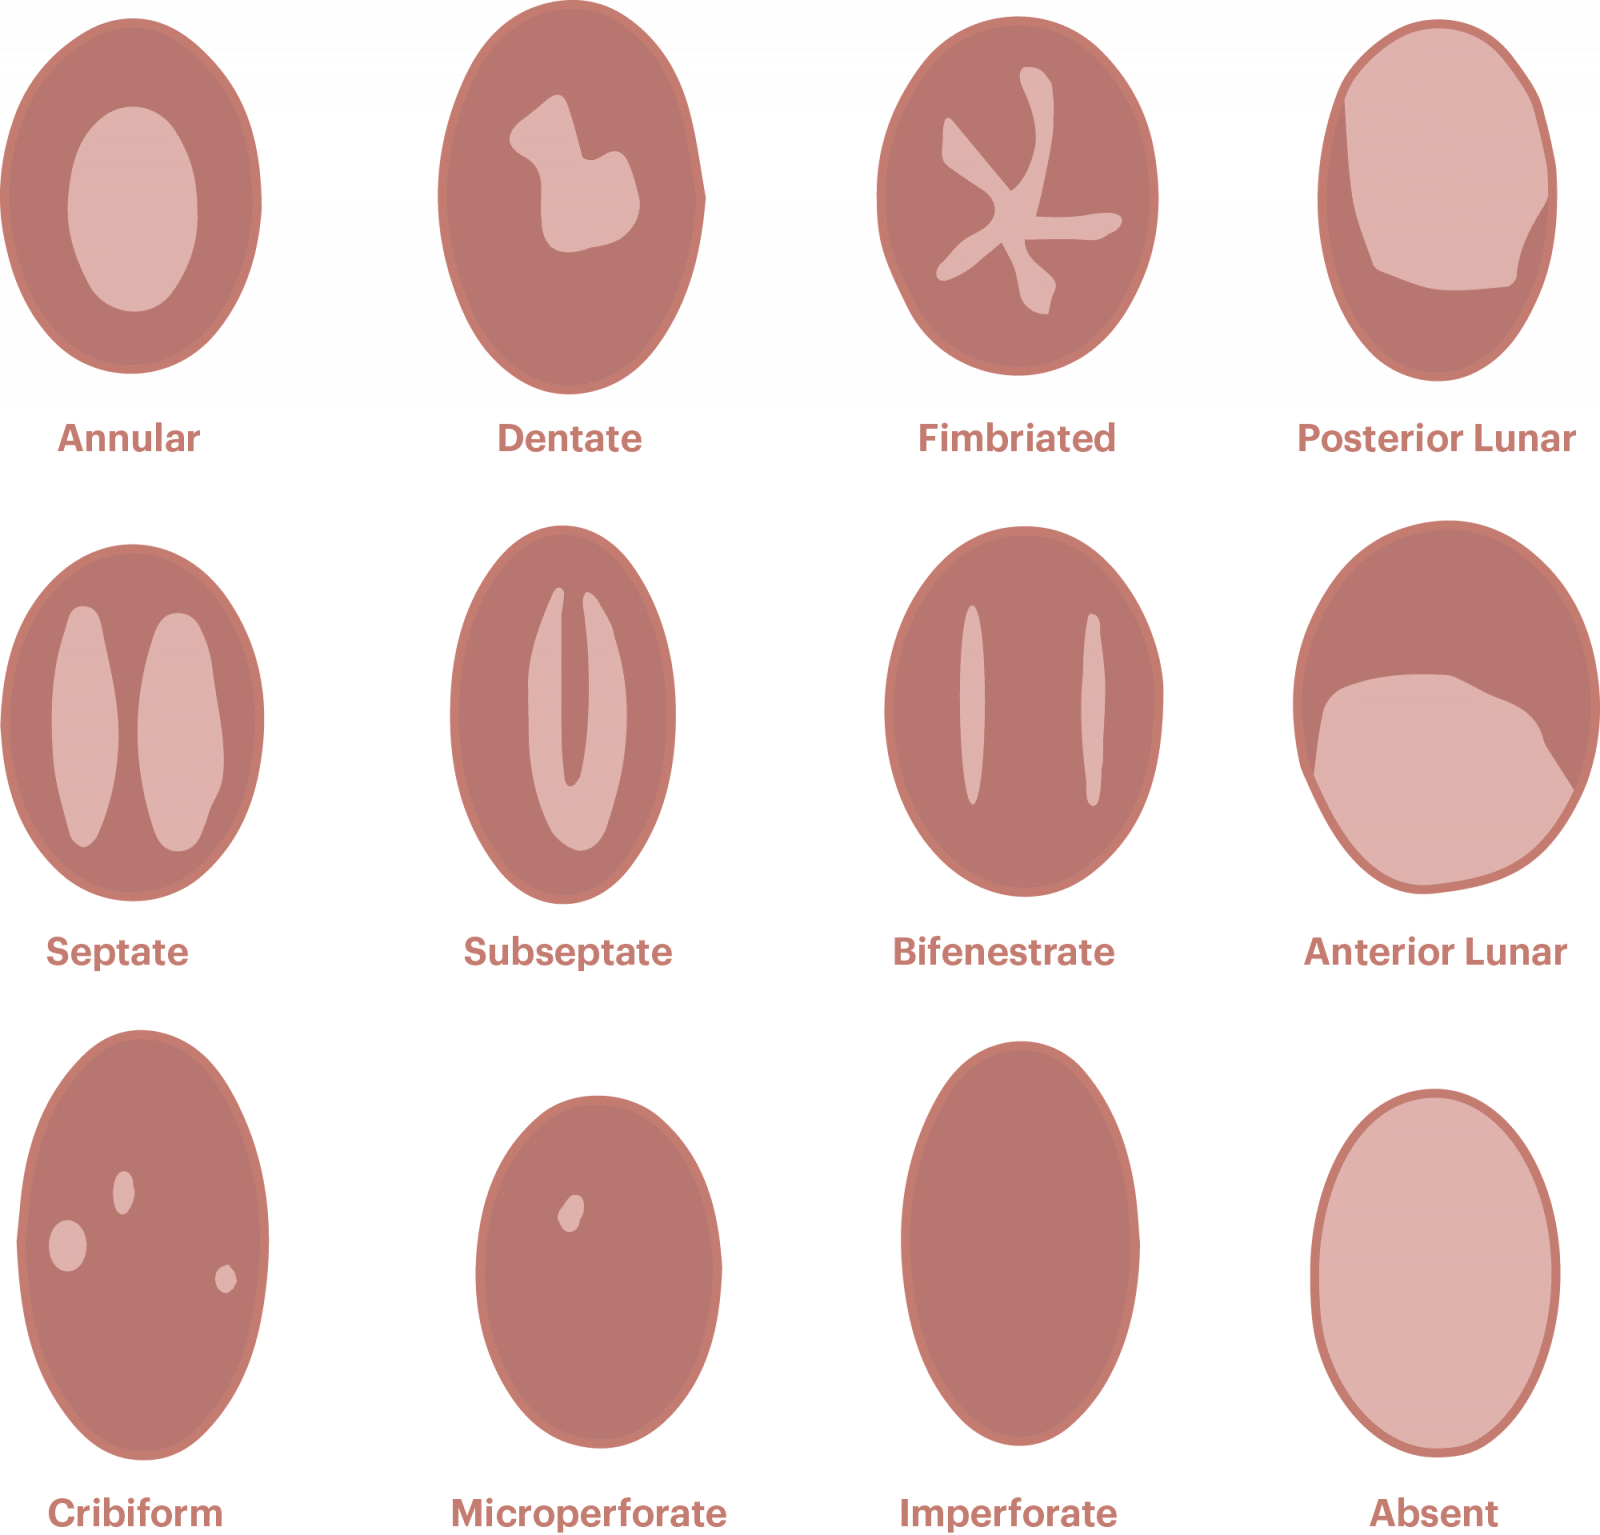 Annular
Dentate
Fimbriated
Posterior Lunar
Septate
Subseptate
Bifenestrate
Anterior Lunar
Cribiform
Microperforate
Imperforate
Absent